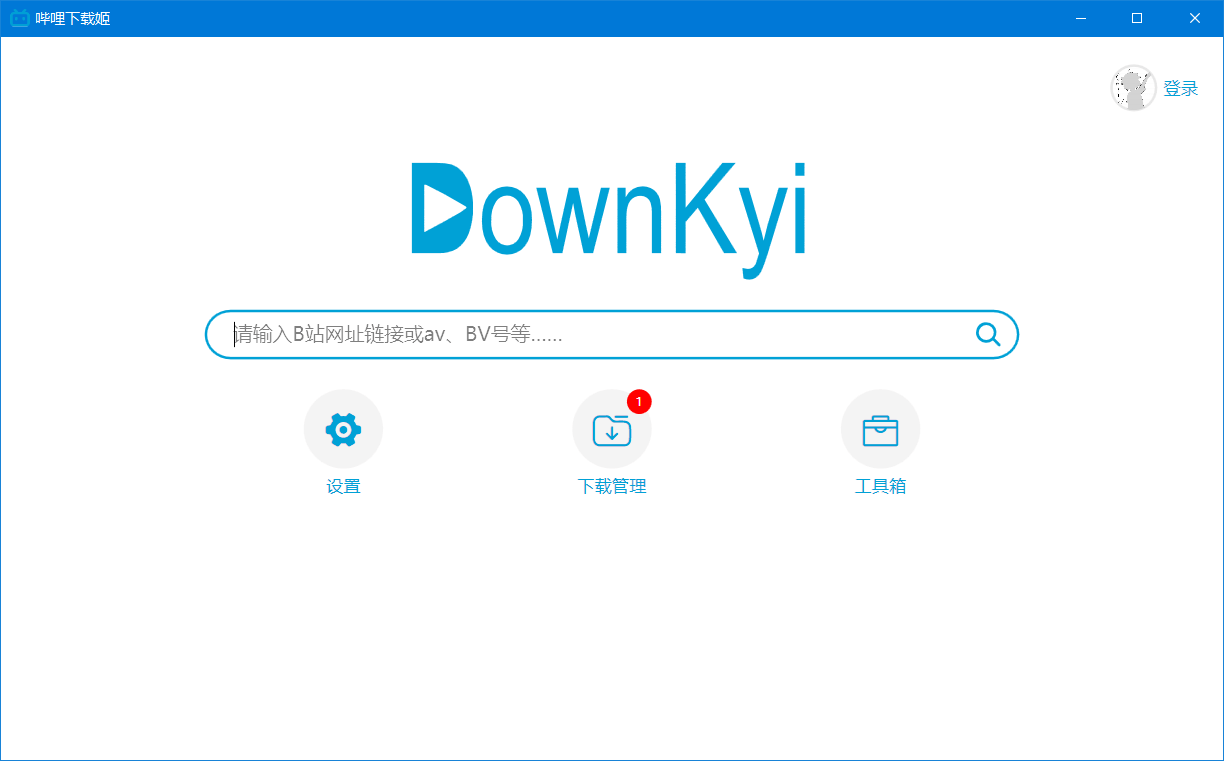 哔哩下载姬
登录
DownKyi
请输入B站网址链接或av、BV号等......
1
设置
下载管理
工具箱